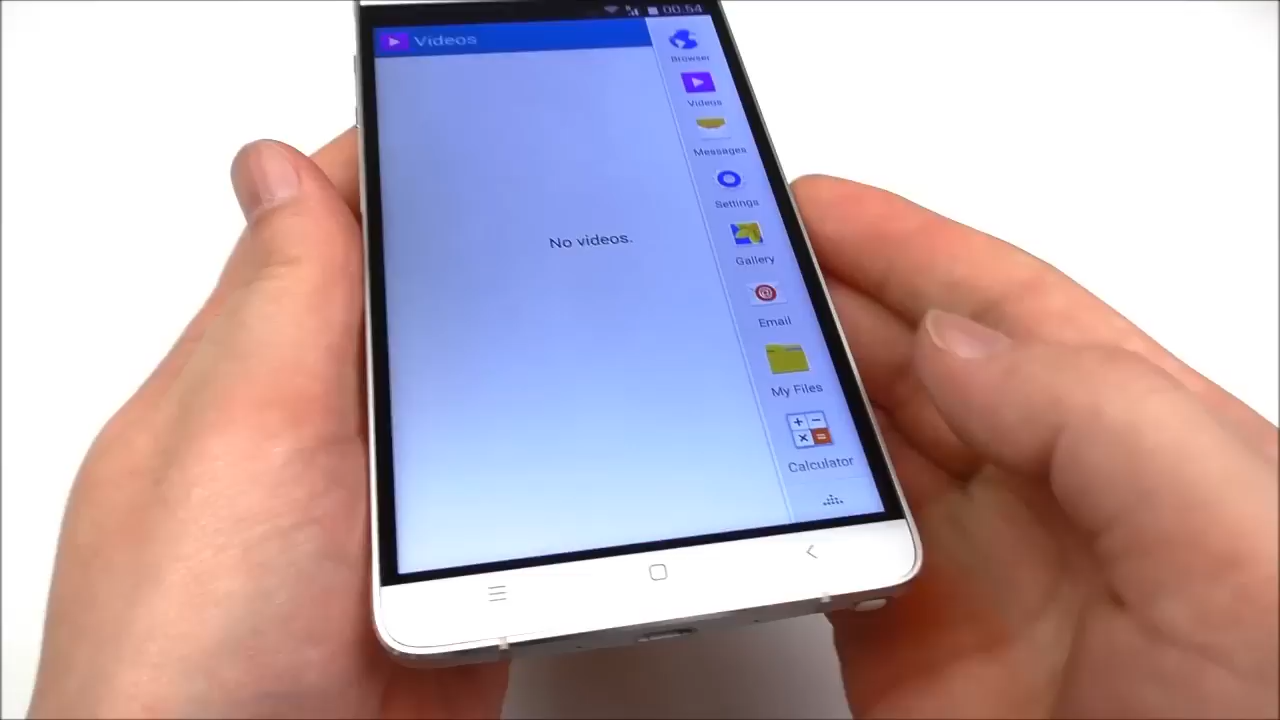 00:54
Videos
Browser
Videos
Messages
Settings
No videos.
Gallery
Email
My Files
Calculator